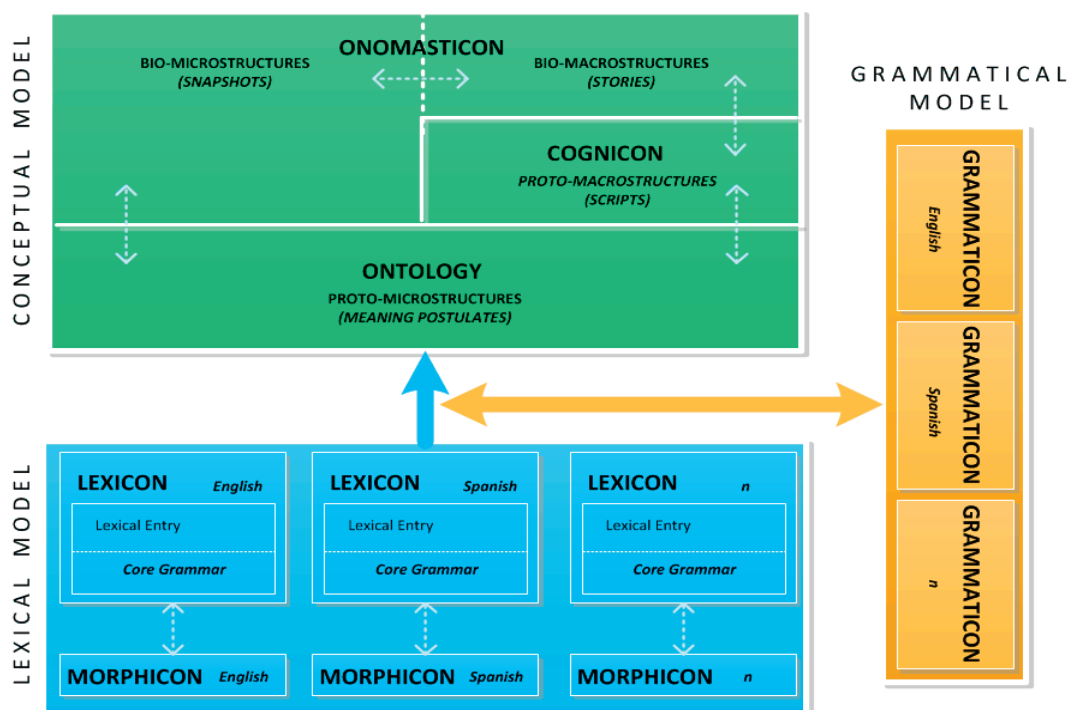 CONCEPTUAL MODEL
ONOMASTICON
BIO-MICROSTRUCTURES
(SNAPSHOTS)
BIO-MACROSTRUCTURES
(STORIES)
COGNICON
PROTO-MACROSTRUCTURES
(SCRIPTS)
ONTOLOGY
PROTO-MICROSTRUCTURES
(MEANING POSTULATES)
GRAMMATICAL
MODEL
GRAMMATICON
English
GRAMMATICON
Spanish
GRAMMATICON
n
LEXICAL MODEL
LEXICON English
Lexical Entry
Core Grammar
LEXICON Spanish
Lexical Entry
Core Grammar
LEXICON n
Lexical Entry
Core Grammar
MORPHICON English
MORPHICON Spanish
MORPHICON n